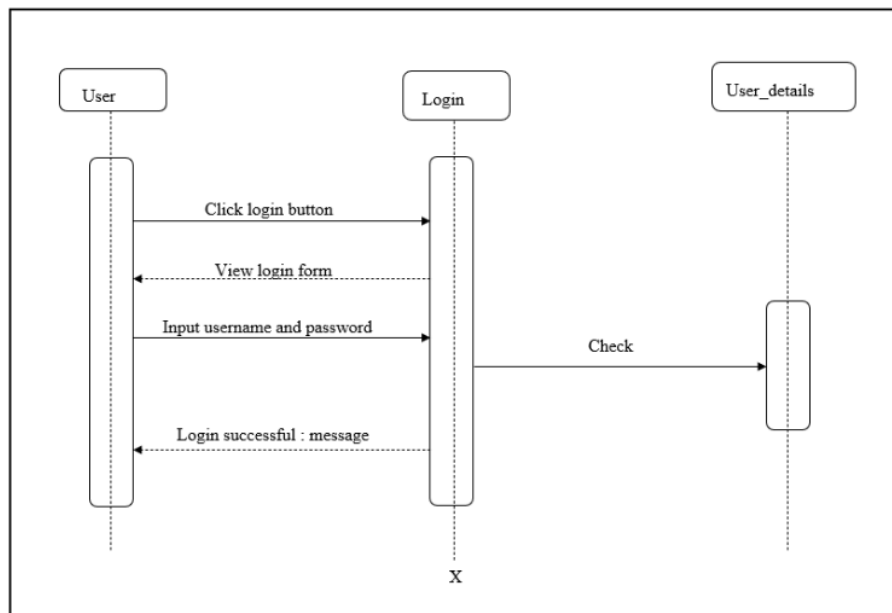 User
Login
User_details
Click login button
View login form
Input username and password
Check
Login successful : message
X